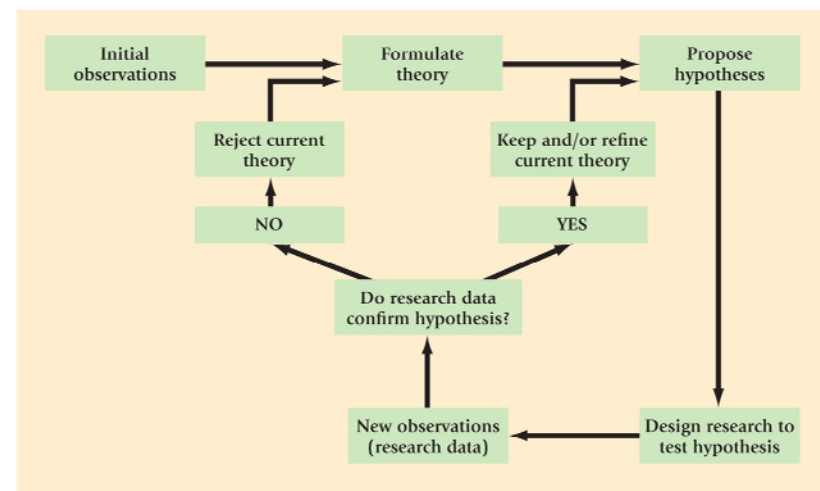 Initial
observations
Formulate
theory
Propose
hypotheses
Reject current
theory
Keep and/or refine
current theory
NO
YES
Do research data
confirm hypothesis?
New observations
(research data)
Design research to
test hypothesis